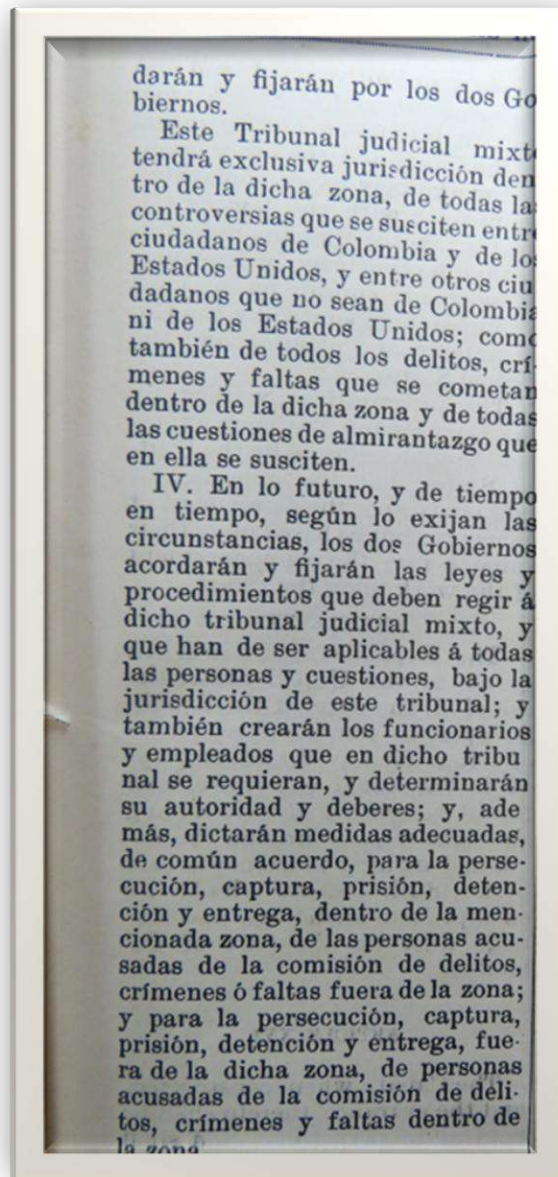 darán y fijarán por los dos Go
biernos.
Este Tribunal judicial mixto
tendrá exclusiva jurisdicción den
tro de la dicha zona, de todas las
controversias que se susciten entre
ciudadanos de Colombia y de los
Estados Unidos, y entre otros ciu
dadanos que no sean de Colombia
ni de los Estados Unidos; como
también de todos los delitos, crí-
menes y faltas que se cometan
dentro de la dicha zona y de todas
las cuestiones de almirantazgo que
en ella se susciten.
IV. En lo futuro, y de tiempo
en tiempo, según lo exijan las
circunstancias, los dos Gobiernos
acordarán y fijarán las leyes y
procedimientos que deben regir á
dicho tribunal judicial mixto, y
que han de ser aplicables á todas
las personas y cuestiones, bajo la
jurisdicción de este tribunal; y
también crearán los funcionarios
y empleados que en dicho tribu
nal se requieran, y determinarán
su autoridad y deberes; y, ade
más, dictarán medidas adecuadas,
de común acuerdo, para la perse-
cución, captura, prisión, deten-
ción y entrega, dentro de la men-
cionada zona, de las personas acu-
sadas de la comisión de delitos,
crímenes ó faltas fuera de la zona;
y para la persecución, captura,
prisión, detención y entrega, fue-
ra de la dicha zona, de personas
acusadas de la comisión de deli-
tos, crímenes y faltas dentro de
la zona